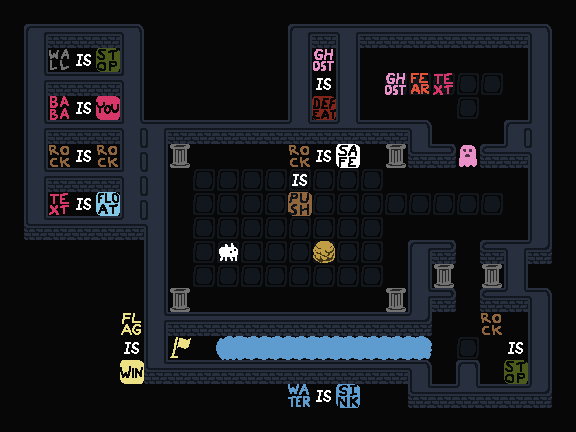 WALL IS STOP
BABA IS YOU
ROCK IS ROCK
TEXT IS FLOAT
GHOST
IS
DEFEAT
GHOST FEAR TEXT
ROCK IS SAFE
IS
PUSH
FLAG
IS
WIN
ROCK
IS
STOP
WATER IS SINK